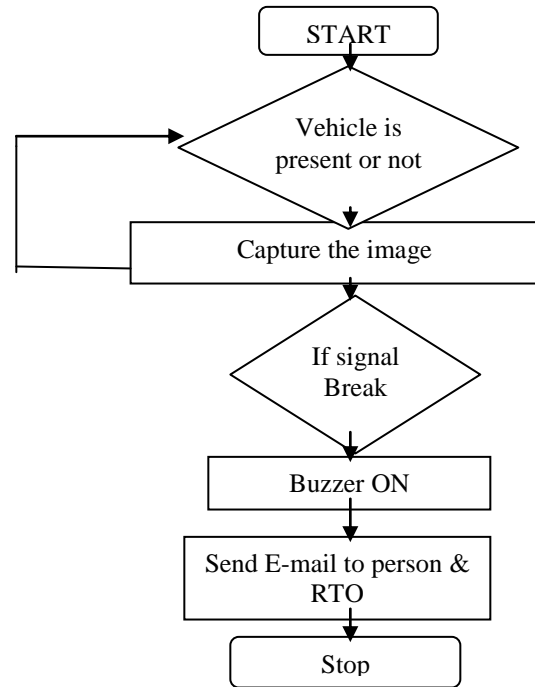 START
Vehicle is
present or not
Capture the image
If signal
Break
Buzzer ON
Send E-mail to person &
RTO
Stop